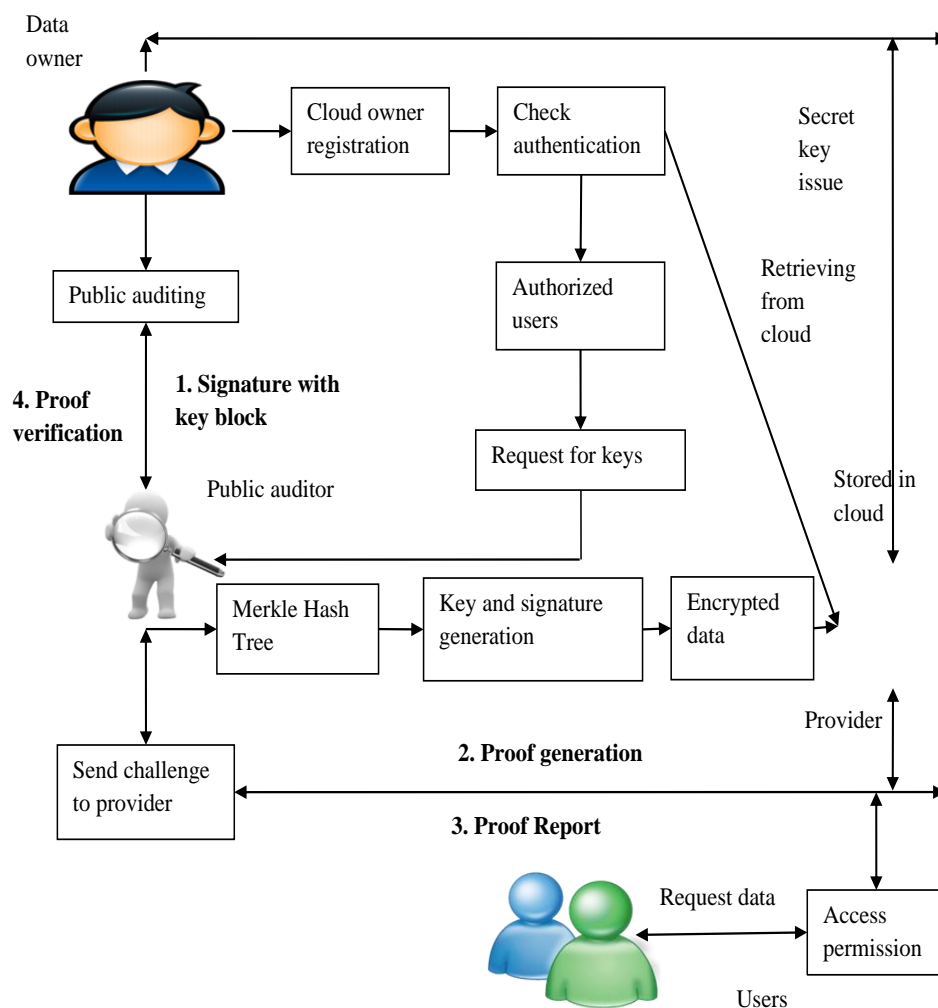 Data
owner
Cloud owner
registration
Check
authentication
Secret
key
issue
Public auditing
Authorized
users
Retrieving
from
cloud
4. Proof
verification
1. Signature with
key block
Request for keys
Public auditor
Stored in
cloud
Merkle Hash
Tree
Key and signature
generation
Encrypted
data
Provider
Send challenge
to provider
2. Proof generation
3. Proof Report
Request data
Access
permission
Users